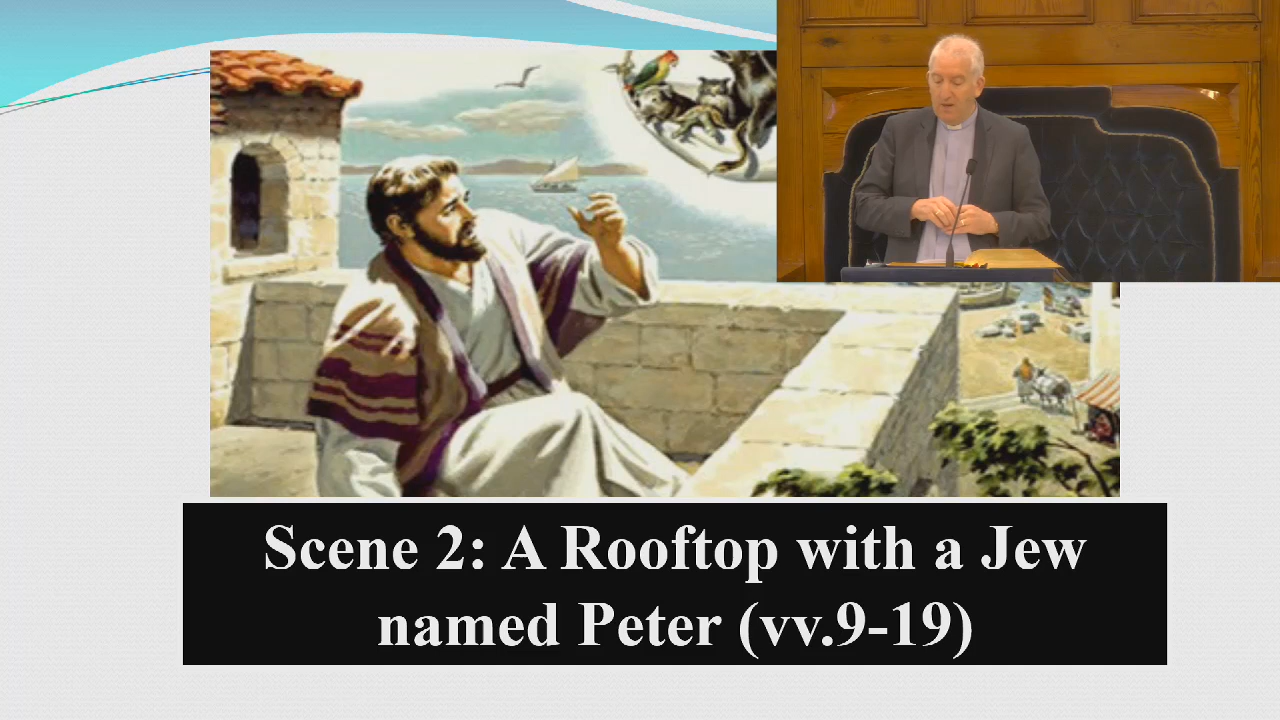 Scene 2: A Rooftop with a Jew
named Peter (vv.9-19)